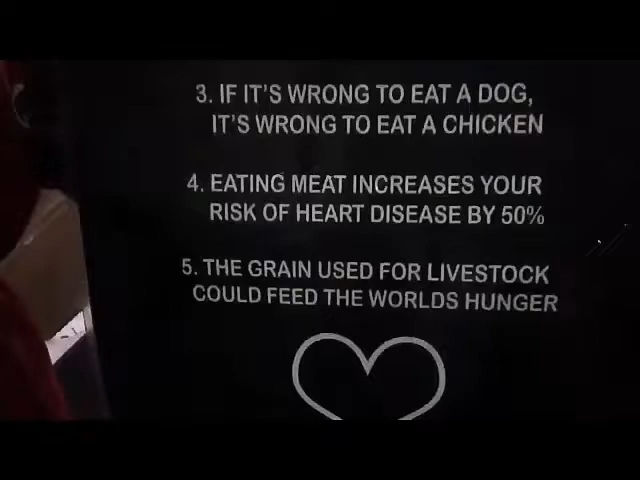 3. IF IT'S WRONG TO EAT A DOG,
IT'S WRONG TO EAT A CHICKEN
4. EATING MEAT INCREASES YOUR
RISK OF HEART DISEASE BY 50%
5. THE GRAIN USED FOR LIVESTOCK
COULD FEED THE WORLDS HUNGER